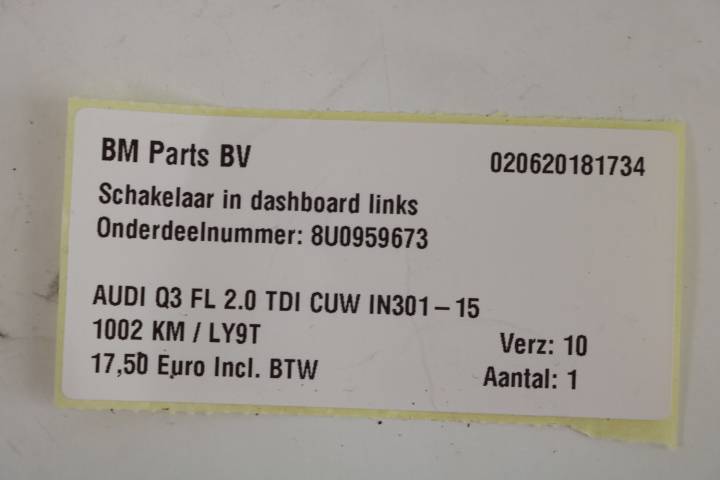 BM Parts BV 020620181734
Schakelaar in dashboard links
Onderdeelnummer: 8U0959673
AUDI Q3 FL 2.0 TDI CUW IN301-15
1002 KM / LY9T Verz: 10
17,50 Euro Incl. BTW Aantal: 1